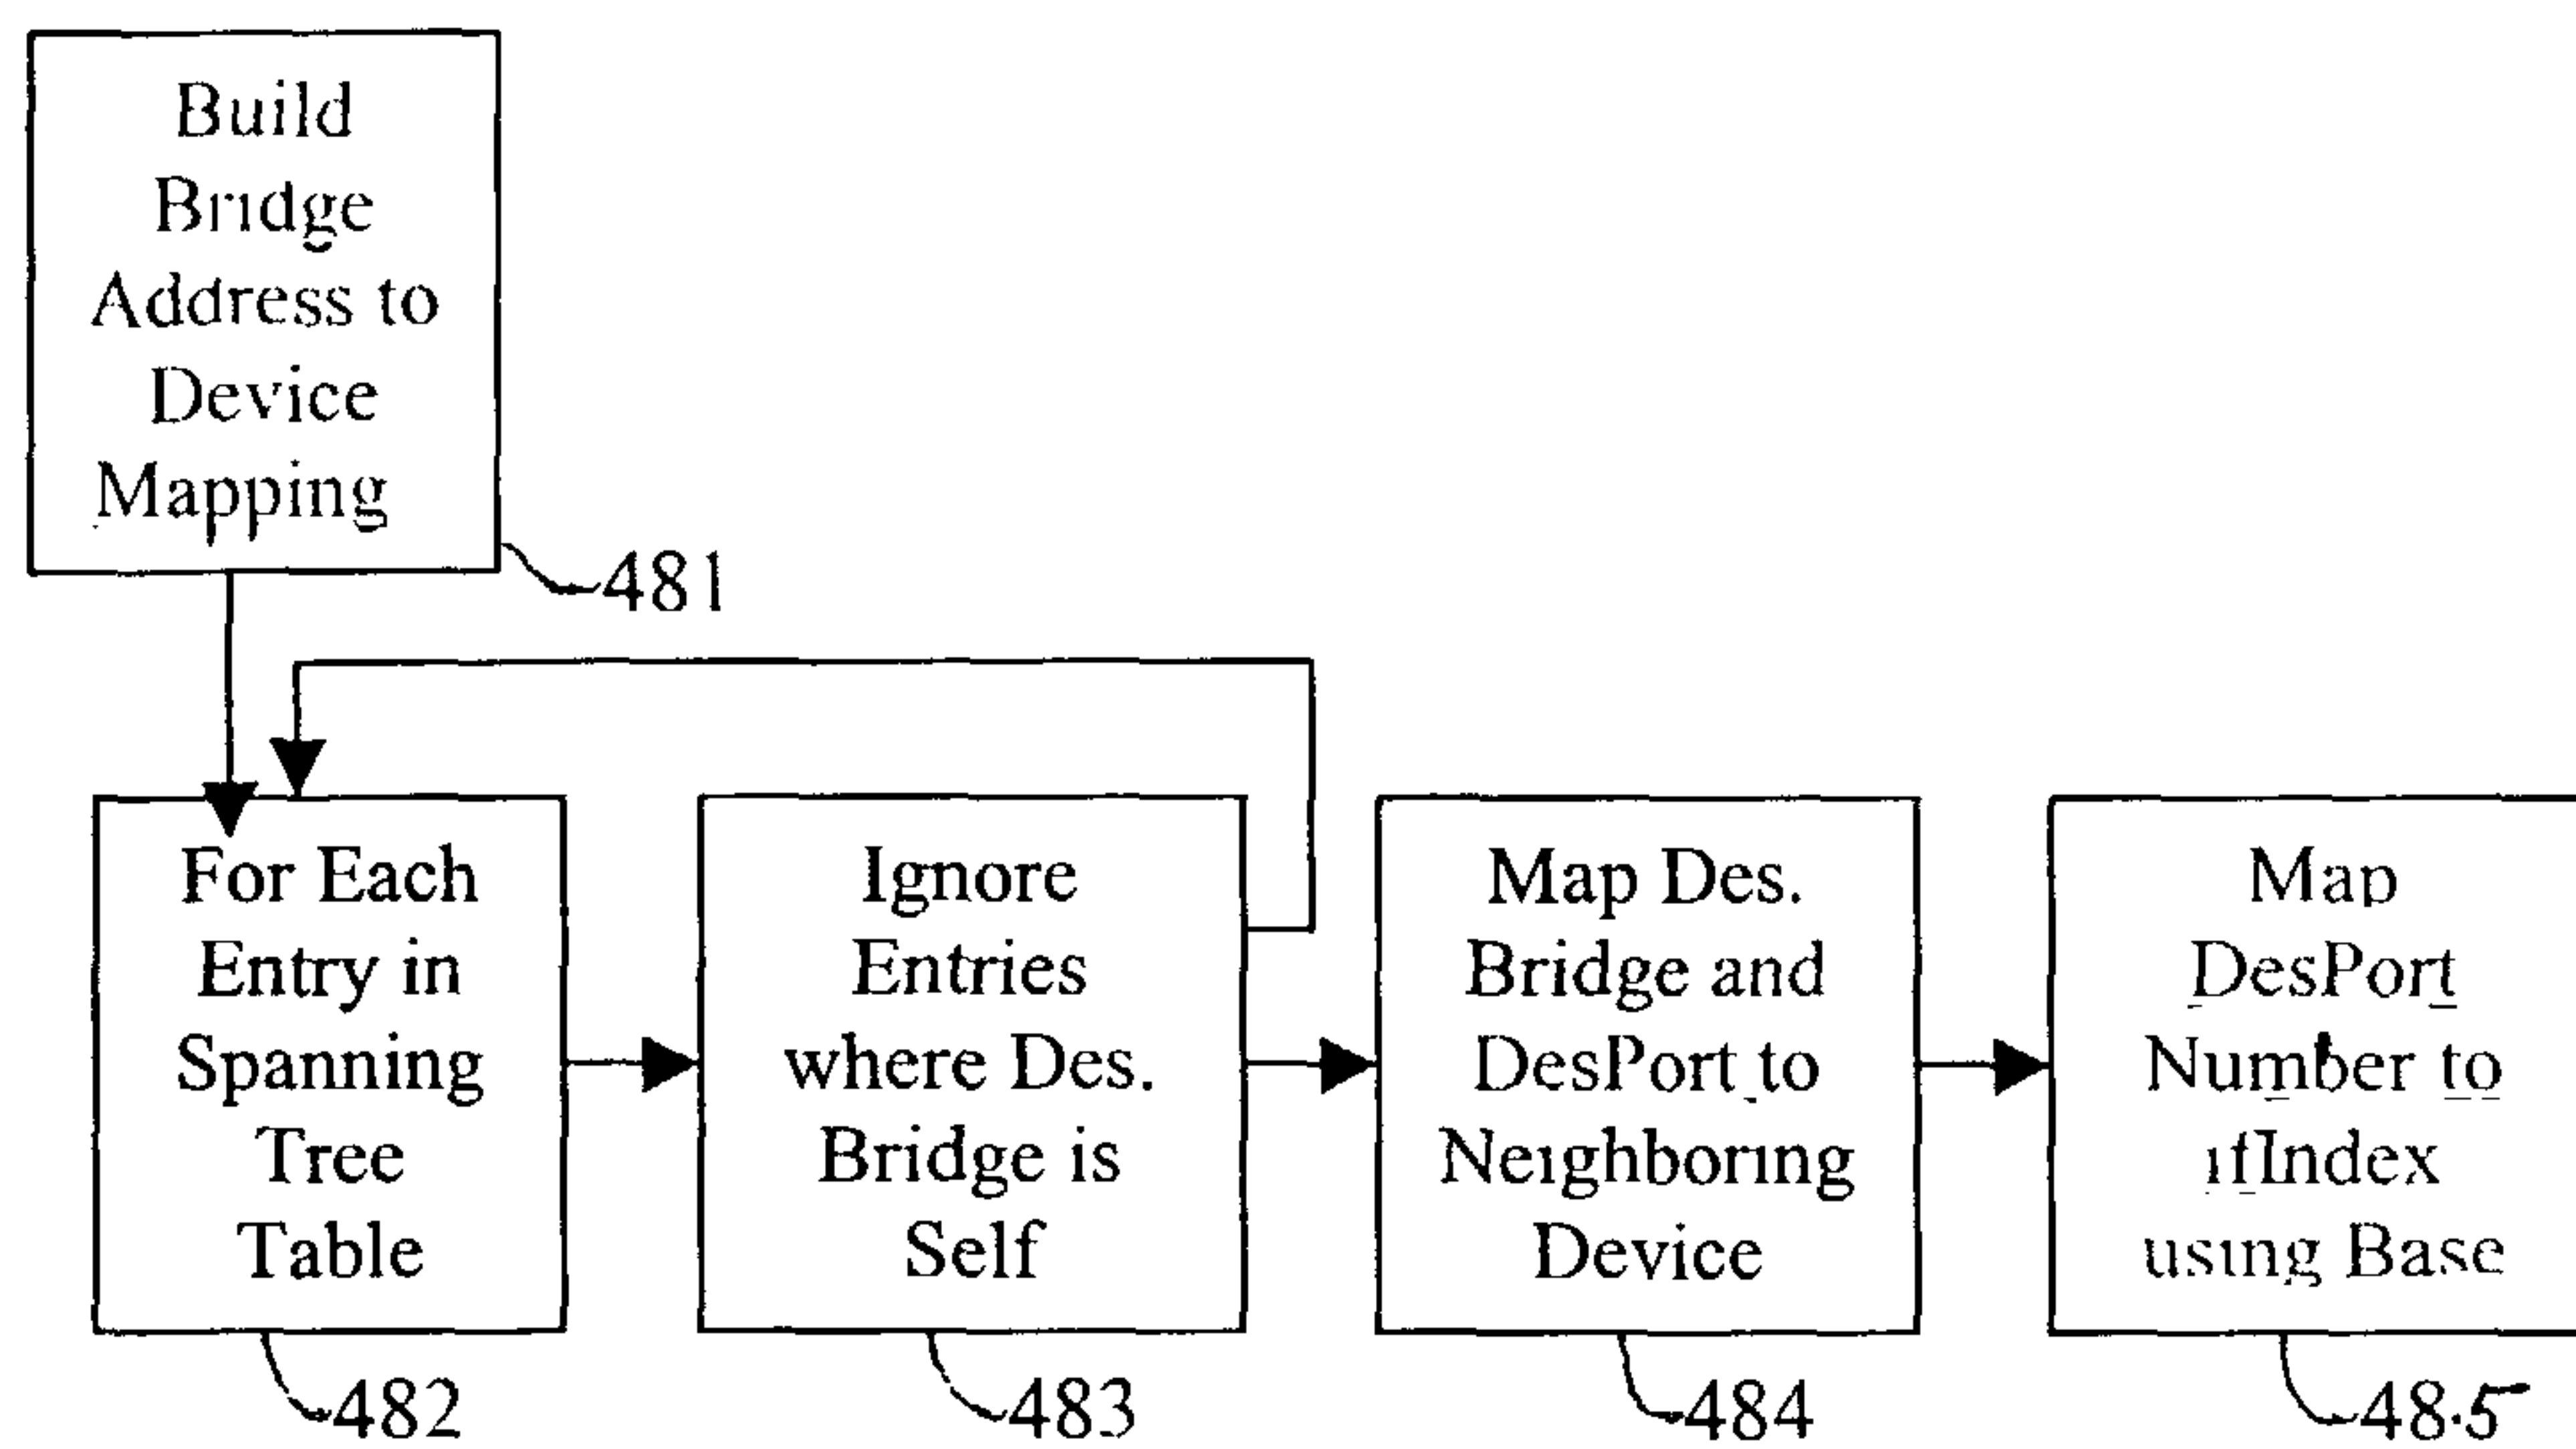 Build
Bridge
Address to
Device
Mapping
481
For Each
Entry in
Spanning
Tree
Table
482
Ignore
Entries
where Des.
Bridge is
Self
483
Map Des.
Bridge and
DesPort to
Neighboring
Device
484
Map
DesPort
Number to
ifIndex
using Base
485